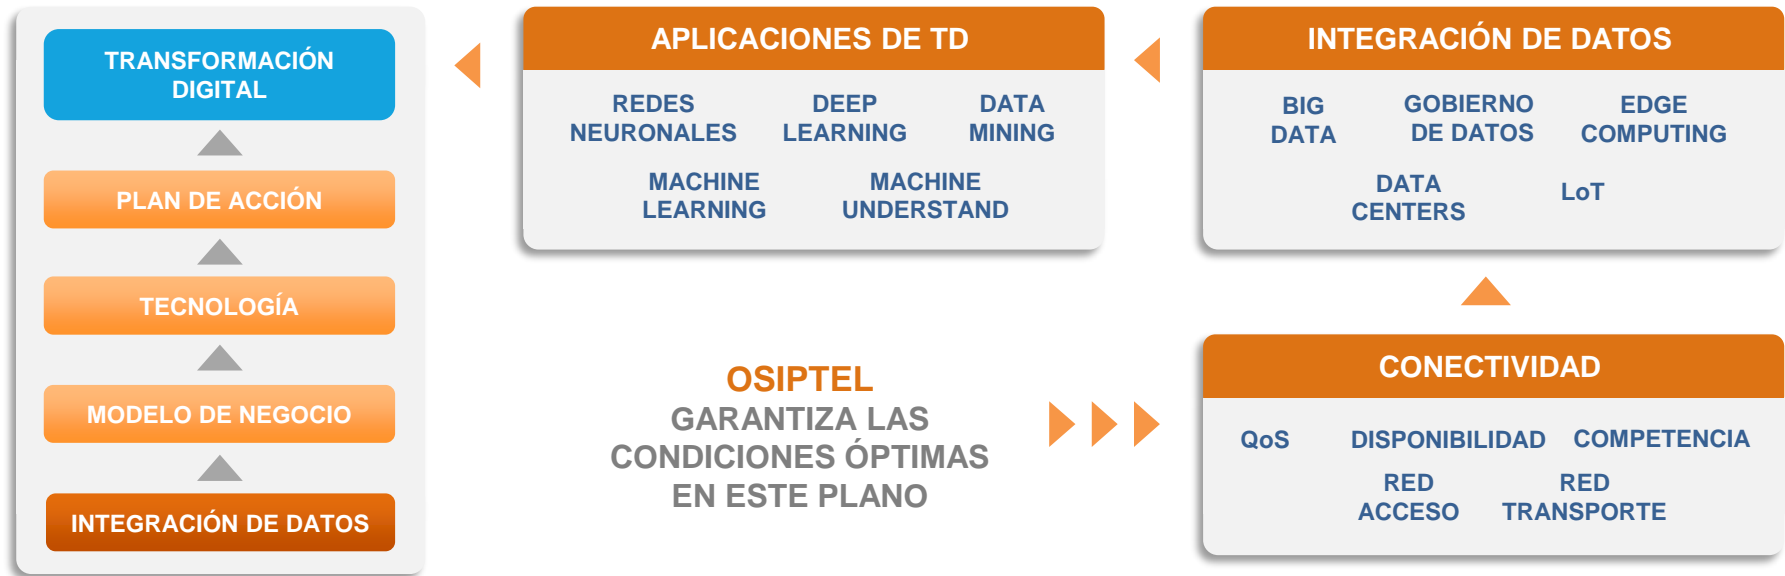 TRANSFORMACIÓN
DIGITAL
PLAN DE ACCIÓN
TECNOLOGÍA
MODELO DE NEGOCIO
INTEGRACIÓN DE DATOS
APLICACIONES DE TD
REDES
NEURONALES
DEEP
LEARNING
DATA
MINING
MACHINE
LEARNING
MACHINE
UNDERSTAND
INTEGRACIÓN DE DATOS
BIG
DATA
GOBIERNO
DE DATOS
EDGE
COMPUTING
DATA
CENTERS
LoT
OSIPTEL
GARANTIZA LAS
CONDICIONES ÓPTIMAS
EN ESTE PLANO
CONECTIVIDAD
QoS
DISPONIBILIDAD
COMPETENCIA
RED
ACCESO
RED
TRANSPORTE